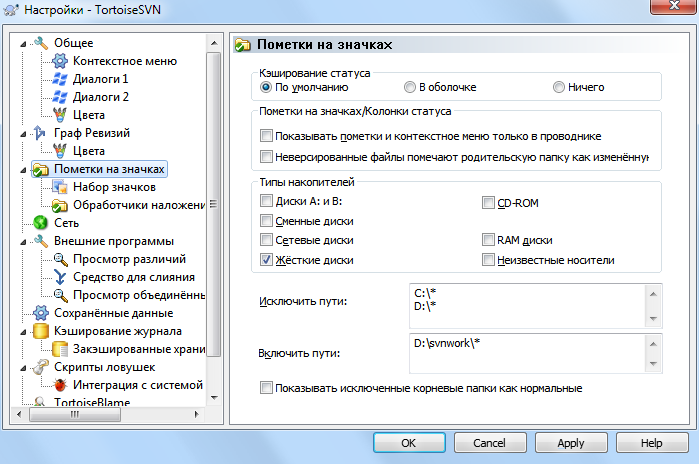 Настройки - TortoiseSVN
Общее
Контекстное меню
Диалоги 1
Диалоги 2
Цвета
Граф Ревизий
Цвета
Пометки на значках
Набор значков
Обработчики наложени
Сеть
Внешние программы
Просмотр различий
Средство для слияния
Просмотр объединённы
Сохранённые данные
Кэширование журнала
Закэшированные храни
Скрипты ловушек
Интеграция с системой
TortoiseBlame
Пометки на значках
Кэширование статуса
По умолчанию
В оболочке
Ничего
Пометки на значках/Колонки статуса
Показывать пометки и контекстное меню только в проводнике
Неверсированные файлы помечают родительскую папку как изменённую
Типы накопителей
Диски A: и B:
CD-ROM
Сменные диски
Сетевые диски
RAM диски
Жёсткие диски
Неизвестные носители
Исключить пути:
C:\*
D:\*
Включить пути:
D:\svnwork\*
Показывать исключенные корневые папки как нормальные
OK
Cancel
Apply
Help